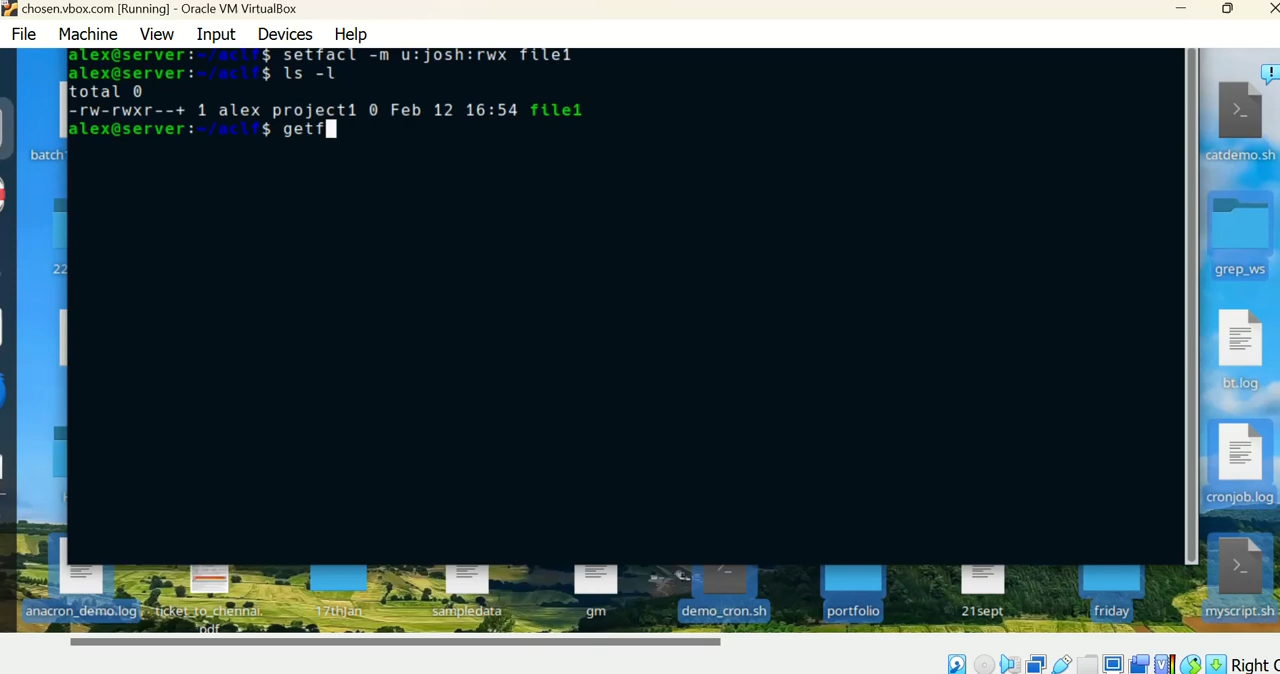 chosen.vbox.com [Running] - Oracle VM VirtualBox
File Machine View Input Devices Help
alex@server:~/aclf$ setfacl -m u:josh:rwx file1
alex@server:~/aclf$ ls -l
total 0
-rw-rwxr--+ 1 alex project1 0 Feb 12 16:54 file1
alex@server:~/aclf$ getf
batch
catdemo.sh
22
grep_ws
bt.log
cronjob.log
anacron_demo.log
ticket_to_chennai.
pdf
17thJan
sampledata
gm
demo_cron.sh
portfolio
21sept
friday
myscript.sh
Right C